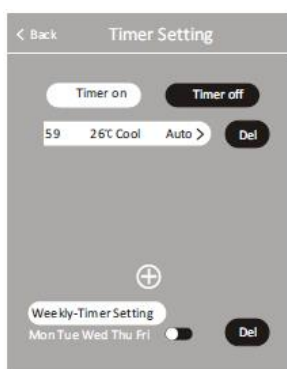 < Back Timer Setting
Timer on Timer off
59 26℃ Cool Auto > Del
Weekly-Timer Setting
Mon Tue Wed Thu Fri Del